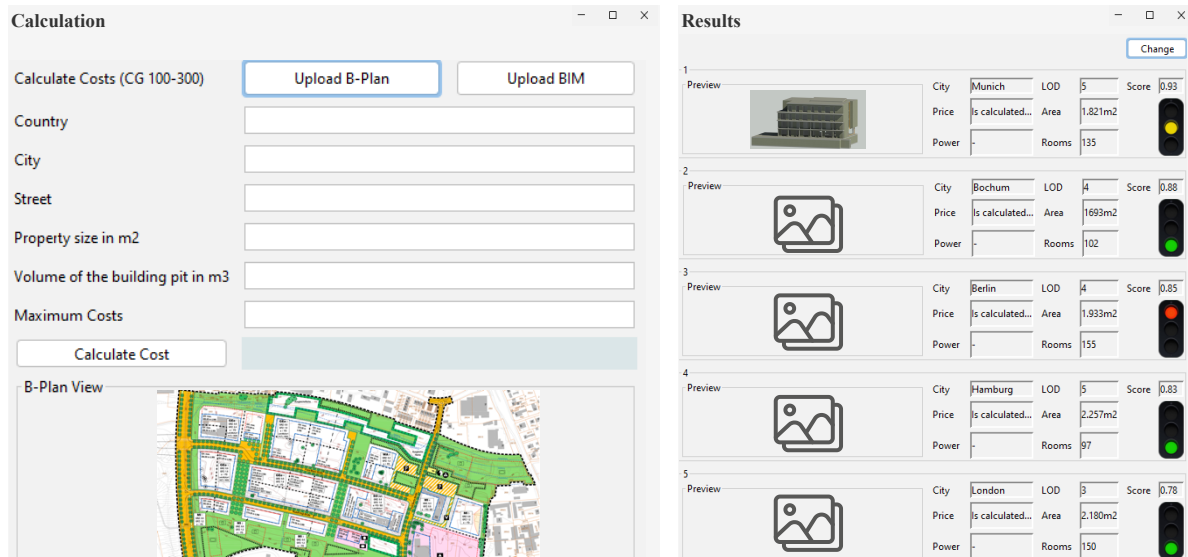 Calculation
Calculate Costs (CG 100-300) Upload B-Plan Upload BIM
Country
City
Street
Property size in m2
Volume of the building pit in m3
Maximum Costs
Calculate Cost
B-Plan View
Results
Change
1
Preview City Munich LOD 5 Score 0.93
Price Is calculated... Area 1.821m2
Power - Rooms 135
2
Preview City Bochum LOD 4 Score 0.88
Price Is calculated... Area 1693m2
Power - Rooms 102
3
Preview City Berlin LOD 4 Score 0.85
Price Is calculated... Area 1.933m2
Power - Rooms 155
4
Preview City Hamburg LOD 5 Score 0.83
Price Is calculated... Area 2.257m2
Power - Rooms 97
5
Preview City London LOD 3 Score 0.78
Price Is calculated... Area 2.180m2
Power - Rooms 150